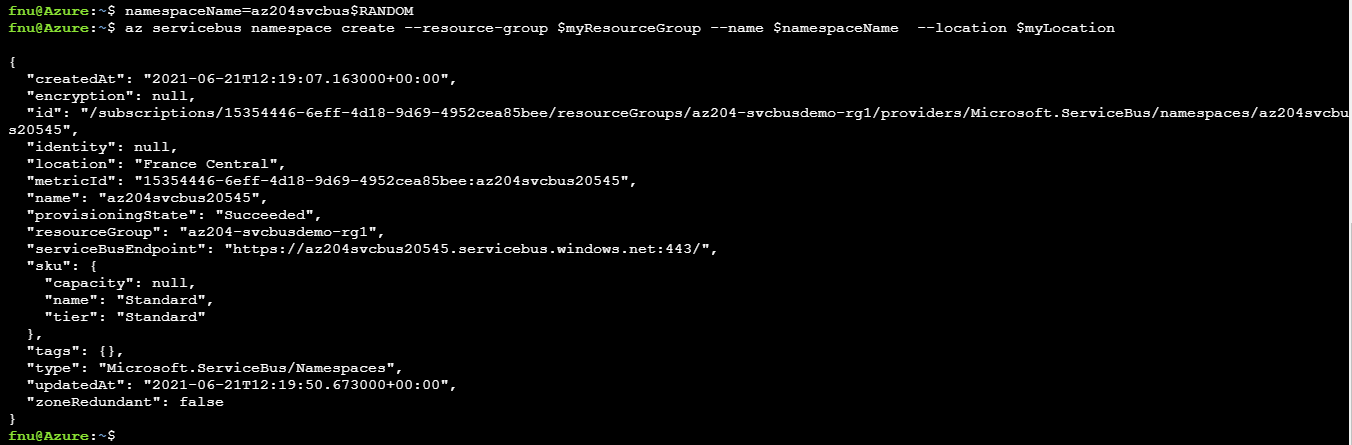 fnu@Azure:~$ namespaceName=az204svcbus$RANDOM
fnu@Azure:~$ az servicebus namespace create --resource-group $myResourceGroup --name $namespaceName  --location $myLocation
{
  "createdAt": "2021-06-21T12:19:07.163000+00:00",
  "encryption": null,
  "id": "/subscriptions/15354446-6eff-4d18-9d69-4952cea85bee/resourceGroups/az204-svcbusdemo-rg1/providers/Microsoft.ServiceBus/namespaces/az204svcbu
s20545",
  "identity": null,
  "location": "France Central",
  "metricId": "15354446-6eff-4d18-9d69-4952cea85bee:az204svcbus20545",
  "name": "az204svcbus20545",
  "provisioningState": "Succeeded",
  "resourceGroup": "az204-svcbusdemo-rg1",
  "serviceBusEndpoint": "https://az204svcbus20545.servicebus.windows.net:443/",
  "sku": {
    "capacity": null,
    "name": "Standard",
    "tier": "Standard"
  },
  "tags": {},
  "type": "Microsoft.ServiceBus/Namespaces",
  "updatedAt": "2021-06-21T12:19:50.673000+00:00",
  "zoneRedundant": false
}
fnu@Azure:~$